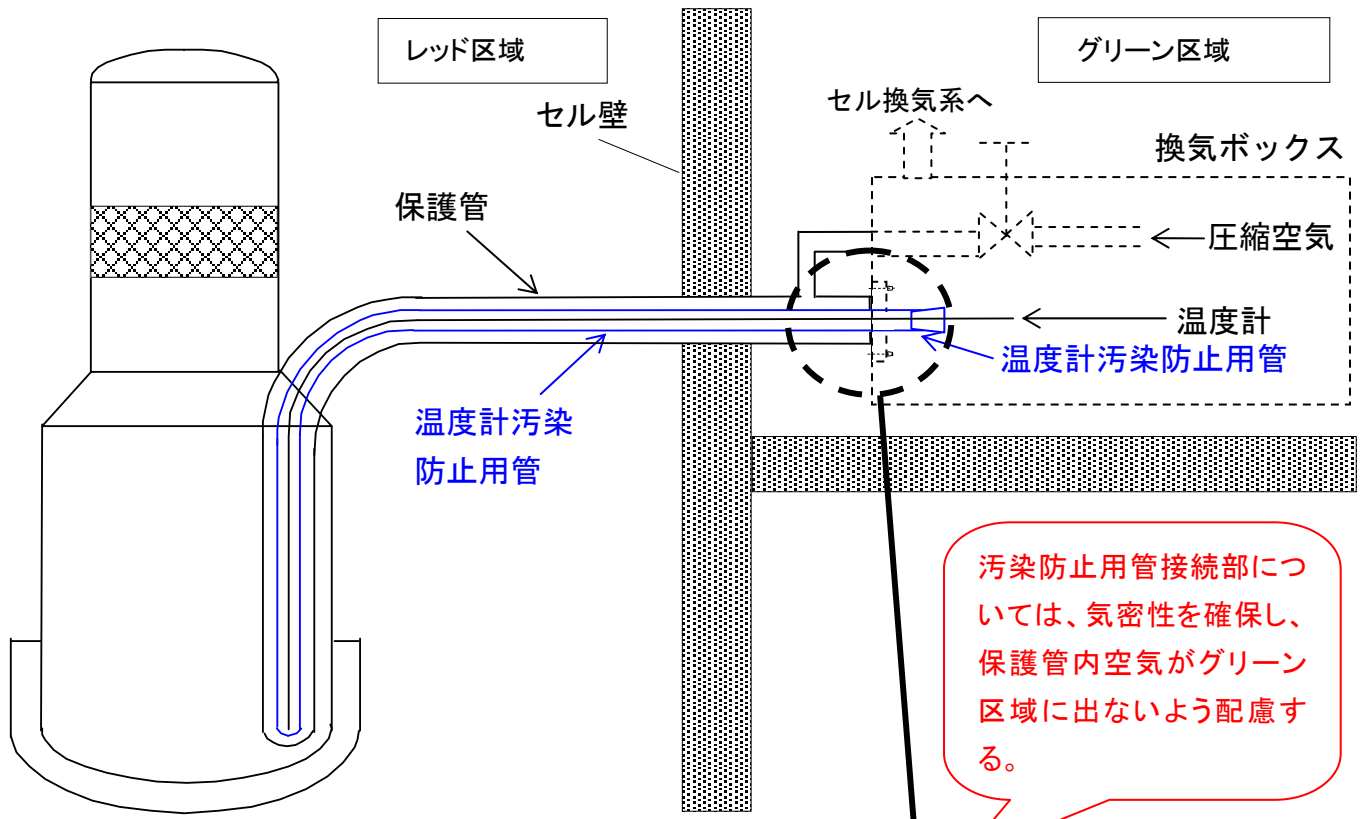 レッド区域
グリーン区域
セル換気系へ
セル壁
換気ボックス
保護管
圧縮空気
温度計
温度計汚染防止用管
温度計汚染
防止用管
汚染防止用管接続部につ
いては、気密性を確保し、
保護管内空気がグリーン
区域に出ないよう配慮す
る。